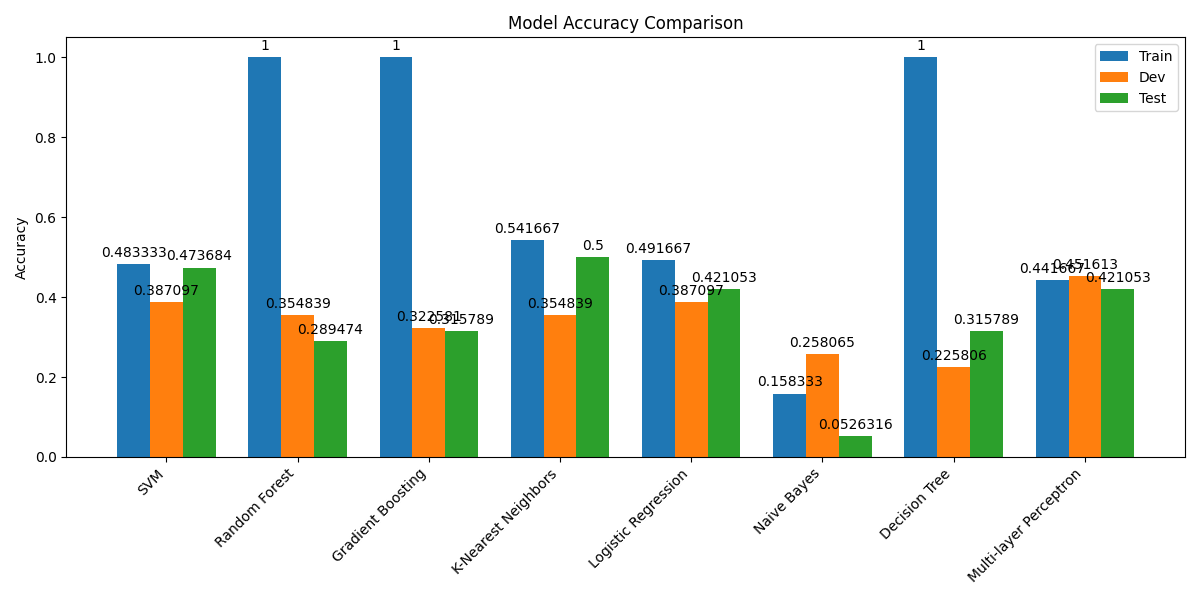 Model Accuracy Comparison
Accuracy
1.0
0.8
0.6
0.4
0.2
0.0
Train
Dev
Test
0.483333
0.387097
0.473684
1
0.354839
0.289474
1
0.322581
0.315789
0.541667
0.354839
0.5
0.491667
0.387097
0.421053
0.158333
0.258065
0.0526316
1
0.225806
0.315789
0.441667
0.451613
0.421053
SVM
Random Forest
Gradient Boosting
K-Nearest Neighbors
Logistic Regression
Naive Bayes
Decision Tree
Multi-layer Perceptron